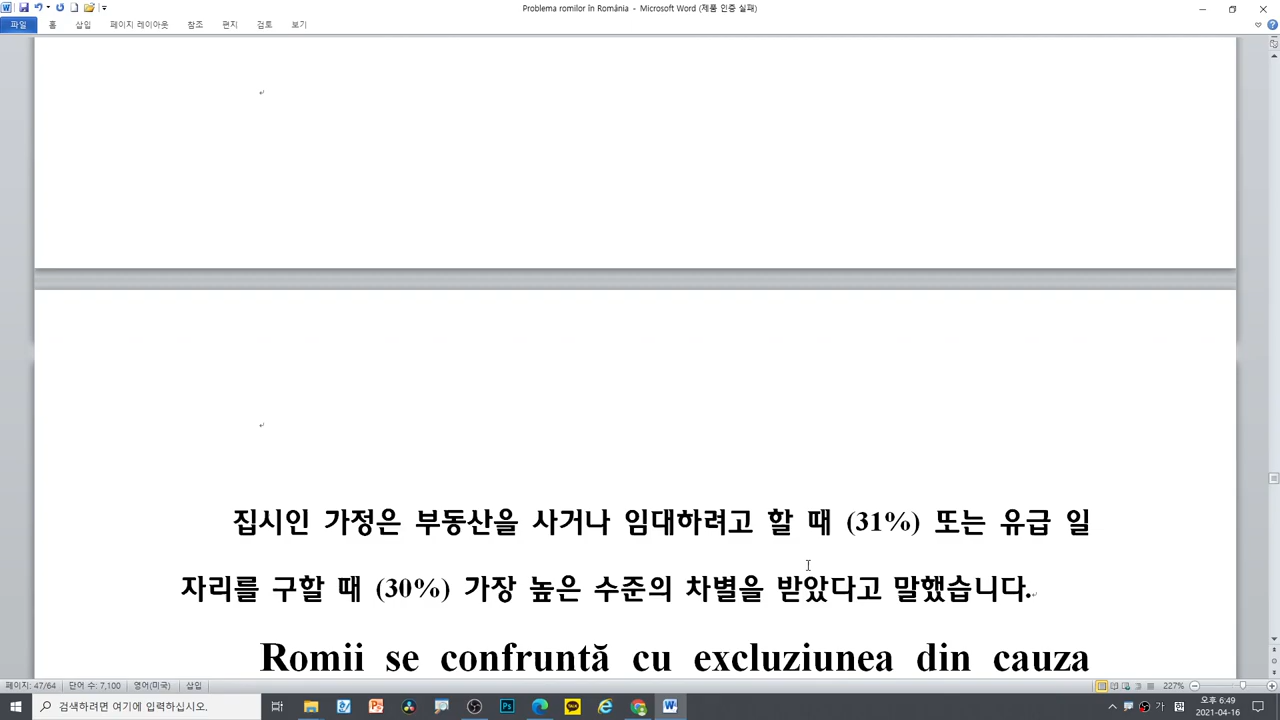 Problema romilor în România - Microsoft Word (제품 인증 실패)
파일 홈 삽입 페이지 레이아웃 참조 편지 검토 보기
집시인 가정은 부동산을 사거나 임대하려고 할 때 (31%) 또는 유급 일
자리를 구할 때 (30%) 가장 높은 수준의 차별을 받았다고 말했습니다.
Romii se confruntă cu excluziunea din cauza
페이지: 47/64 단어 수: 7,100 영어(미국) 삽입 227%
검색하려면 여기에 입력하십시오. 가 오후 6:49
2021-04-16